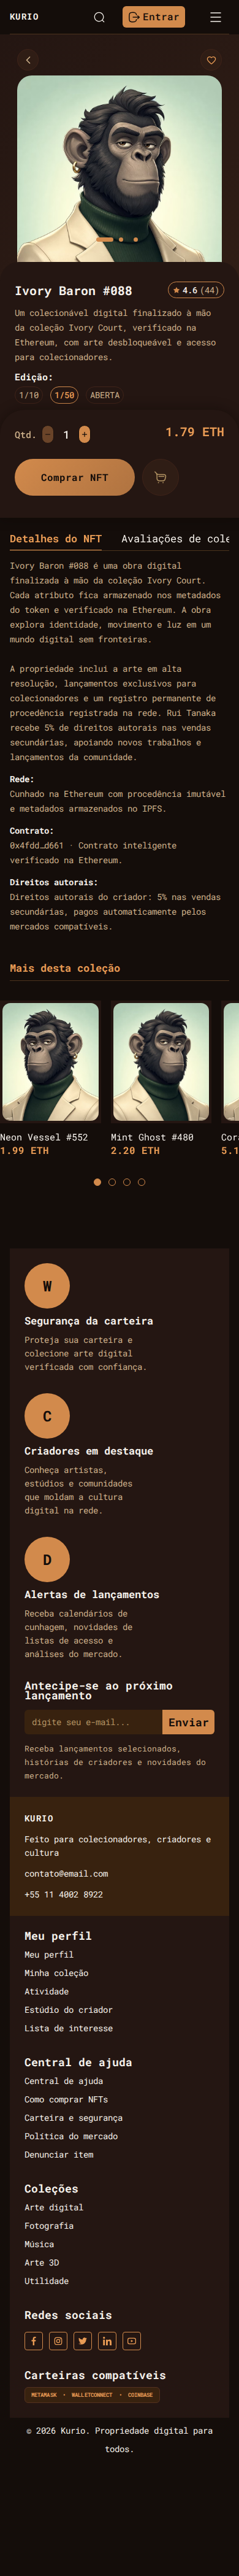 KURIO
Entrar
Ivory Baron #088
4.6 (44)
Um colecionável digital finalizado à mão
da coleção Ivory Court, verificado na
Ethereum, com arte desbloqueável e acesso
para colecionadores.
Edição:
1/10 1/50 ABERTA
Qtd. − 1 + 1.79 ETH
Comprar NFT
Detalhes do NFT Avaliações de cole
Ivory Baron #088 é uma obra digital
finalizada à mão da coleção Ivory Court.
Cada atributo fica armazenado nos metadados
do token e verificado na Ethereum. A obra
explora identidade, movimento e luz em um
mundo digital sem fronteiras.
A propriedade inclui a arte em alta
resolução, lançamentos exclusivos para
colecionadores e um registro permanente de
procedência registrada na rede. Rui Tanaka
recebe 5% de direitos autorais nas vendas
secundárias, apoiando novos trabalhos e
lançamentos da comunidade.
Rede:
Cunhado na Ethereum com procedência imutável
e metadados armazenados no IPFS.
Contrato:
0x4fdd…d661 · Contrato inteligente
verificado na Ethereum.
Direitos autorais:
Direitos autorais do criador: 5% nas vendas
secundárias, pagos automaticamente pelos
mercados compatíveis.
Mais desta coleção
Neon Vessel #552 Mint Ghost #480 Cor
1.99 ETH 2.20 ETH 5.1
W
Segurança da carteira
Proteja sua carteira e
colecione arte digital
verificada com confiança.
C
Criadores em destaque
Conheça artistas,
estúdios e comunidades
que moldam a cultura
digital na rede.
D
Alertas de lançamentos
Receba calendários de
cunhagem, novidades de
listas de acesso e
análises do mercado.
Antecipe-se ao próximo
lançamento
digite seu e-mail... Enviar
Receba lançamentos selecionados,
histórias de criadores e novidades do
mercado.
KURIO
Feito para colecionadores, criadores e
cultura
contato@email.com
+55 11 4002 8922
Meu perfil
Meu perfil
Minha coleção
Atividade
Estúdio do criador
Lista de interesse
Central de ajuda
Central de ajuda
Como comprar NFTs
Carteira e segurança
Política do mercado
Denunciar item
Coleções
Arte digital
Fotografia
Música
Arte 3D
Utilidade
Redes sociais
Carteiras compatíveis
METAMASK • WALLETCONNECT • COINBASE
© 2026 Kurio. Propriedade digital para
todos.